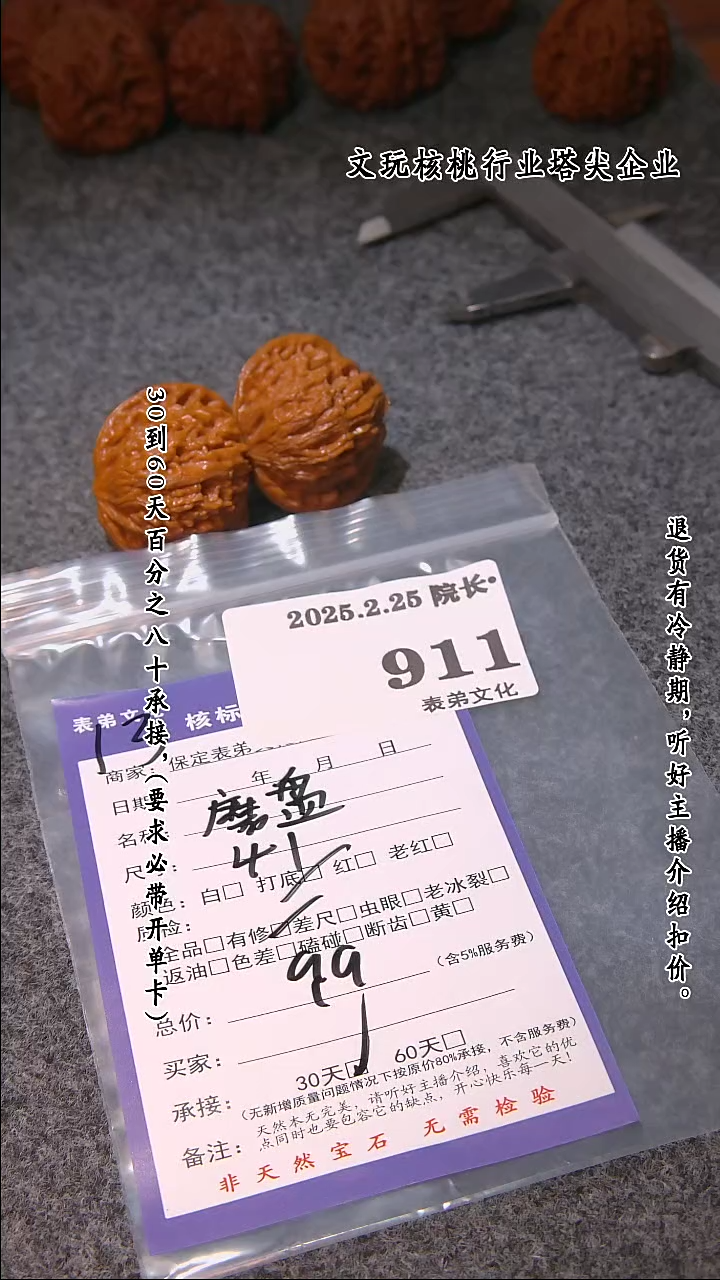 文玩核桃行业塔尖企业
30到60天百分之八十承接，（要求必带开单卡）
退货有冷静期，听好主播介绍扣价。
2025.2.25 院长
911
表弟文化
表弟文 核标
13
商家：保定表弟
日期 年 月 日
名称： 磨盘
尺 ： 41
颜色：白□ 打底□ 红□ 老红□
质检：
全品□有修□差尺□虫眼□老冰裂□
返油□色差□磕碰□断齿□黄□
总价： 99 （含5%服务费）
买家：
承接： 30天□ 60天□
（无新增质量问题情况下按原价80%承接，不含服务费）
备注： 天然本无完美，请听好主播介绍，喜欢它的优
点同时也要包容它的缺点，开心快乐每一天！
非天然宝石 无需检验